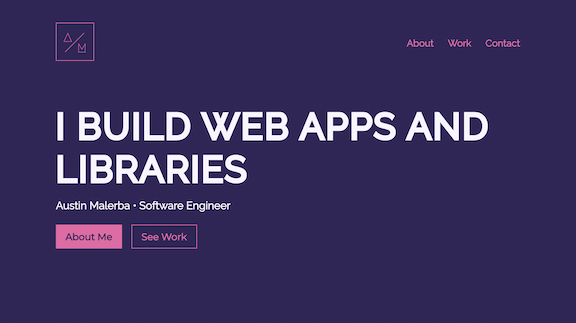 A M
About Work Contact
I BUILD WEB APPS AND
LIBRARIES
Austin Malerba • Software Engineer
About Me See Work